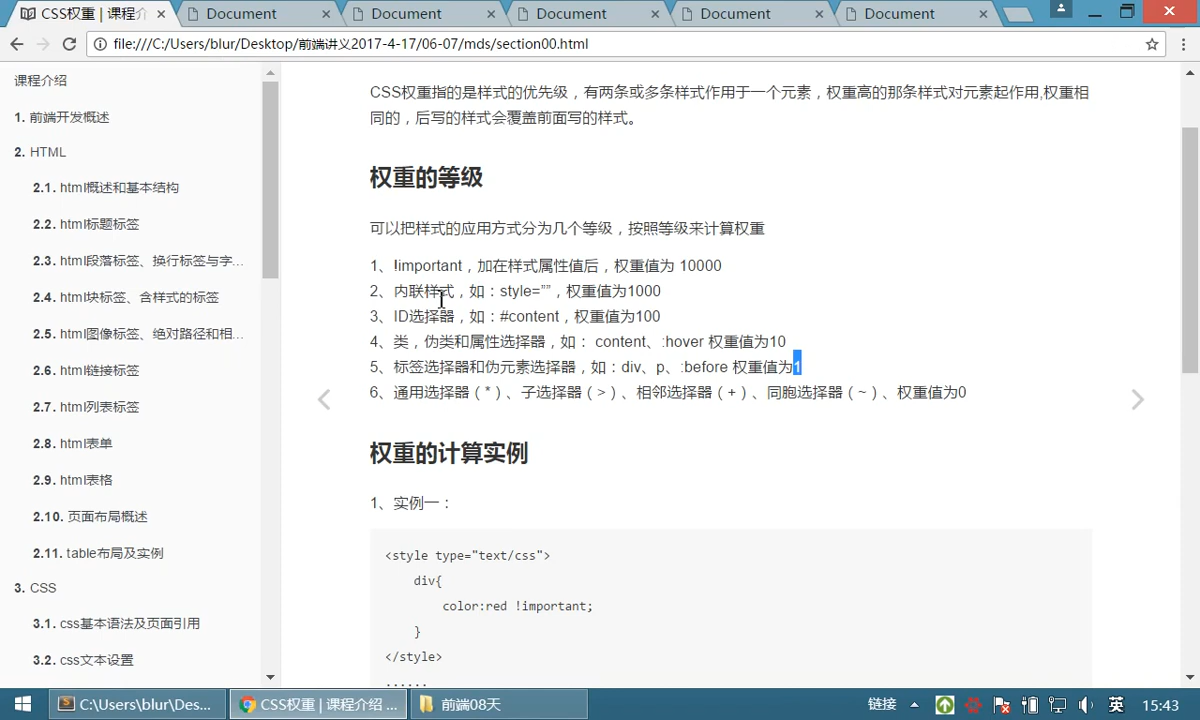 CSS权重 | 课程介
Document
Document
Document
Document
Document
file:///C:/Users/blur/Desktop/前端讲义2017-4-17/06-07/mds/section00.html
课程介绍
1. 前端开发概述
2. HTML
2.1. html概述和基本结构
2.2. html标题标签
2.3. html段落标签、换行标签与字...
2.4. html块标签、含样式的标签
2.5. html图像标签、绝对路径和相...
2.6. html链接标签
2.7. html列表标签
2.8. html表单
2.9. html表格
2.10. 页面布局概述
2.11. table布局及实例
3. CSS
3.1. css基本语法及页面引用
3.2. css文本设置
CSS权重指的是样式的优先级，有两条或多条样式作用于一个元素，权重高的那条样式对元素起作用,权重相
同的，后写的样式会覆盖前面写的样式。
权重的等级
可以把样式的应用方式分为几个等级，按照等级来计算权重
1、!important，加在样式属性值后，权重值为 10000
2、内联样式，如：style=””，权重值为1000
3、ID选择器，如：#content，权重值为100
4、类，伪类和属性选择器，如： content、:hover 权重值为10
5、标签选择器和伪元素选择器，如：div、p、:before 权重值为1
6、通用选择器（*）、子选择器（>）、相邻选择器（+）、同胞选择器（~）、权重值为0
权重的计算实例
1、实例一：
<style type="text/css">
div{
color:red !important;
}
</style>
......
C:\Users\blur\Des...
CSS权重 | 课程介绍 ...
前端08天
链接
英
15:43